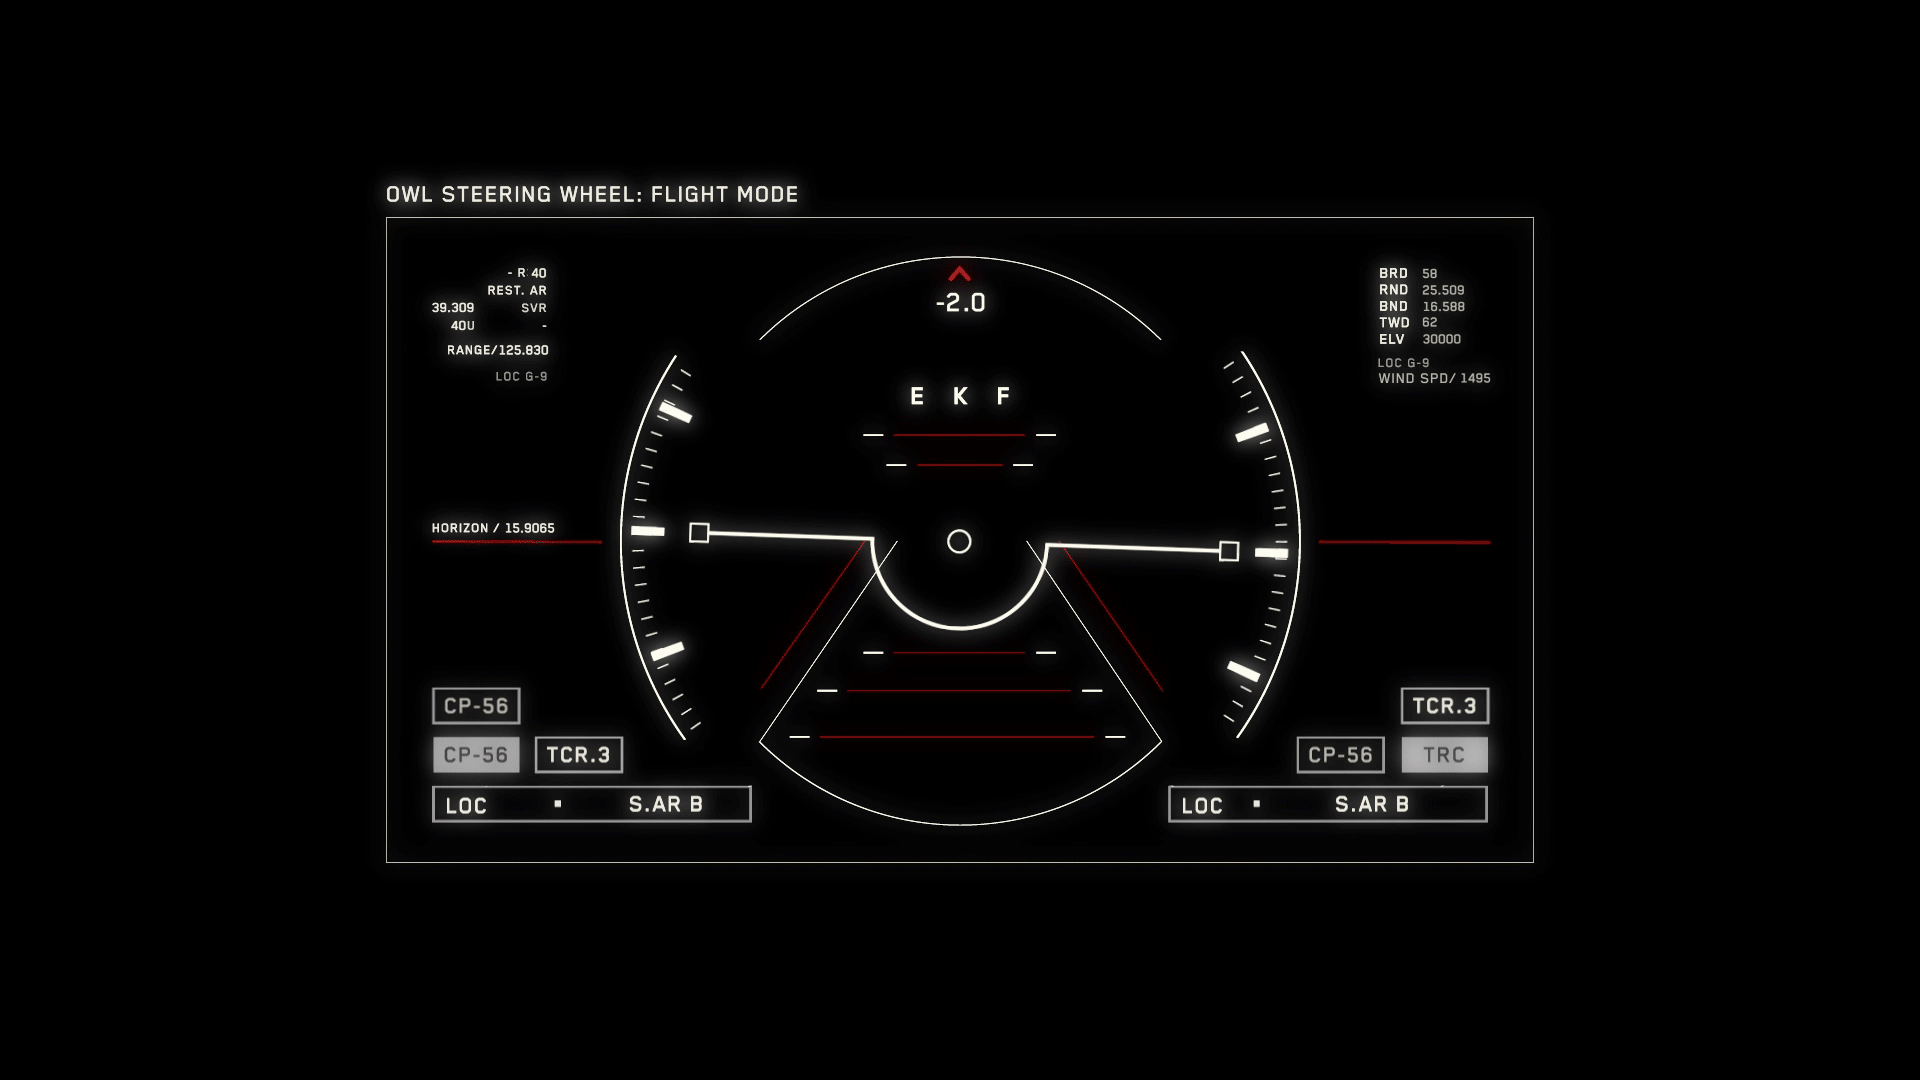 OWL STEERING WHEEL: FLIGHT MODE
- R 40
REST. AR
39.309 SVR
40U -
RANGE/125.830
LOC G-9
-2.0
BRD 58
RND 25.509
BND 16.588
TWD 62
ELV 30000
LOC G-9
WIND SPD/ 1495
E K F
HORIZON / 15.9065
CP-56
CP-56 TCR.3
LOC ▪ S.AR B
TCR.3
CP-56 TRC
LOC ▪ S.AR B